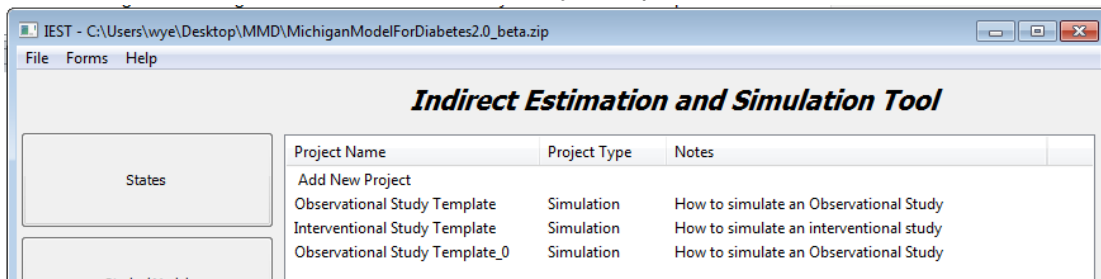 IEST - C:\Users\wye\Desktop\MMD\MichiganModelForDiabetes2.0_beta.zip
File Forms Help
Indirect Estimation and Simulation Tool
States
Project Name Project Type Notes
Add New Project
Observational Study Template Simulation How to simulate an Observational Study
Interventional Study Template Simulation How to simulate an interventional study
Observational Study Template_0 Simulation How to simulate an Observational Study